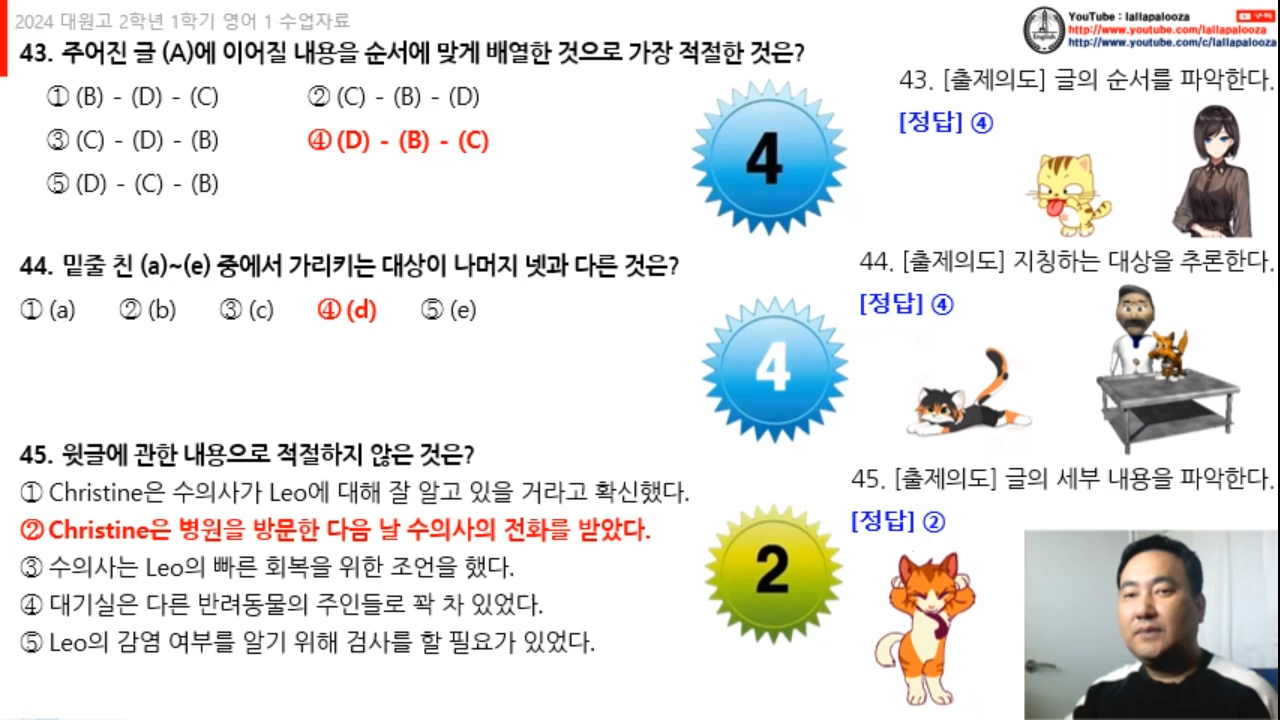 2024 대원고 2학년 1학기 영어 1 수업자료
YouTube : lallapalooza
구독
http://www.youtube.com/lallapalooza
http://www.youtube.com/c/lallapalooza
English
43. 주어진 글 (A)에 이어질 내용을 순서에 맞게 배열한 것으로 가장 적절한 것은?
① (B) - (D) - (C) ② (C) - (B) - (D)
③ (C) - (D) - (B) ④ (D) - (B) - (C)
⑤ (D) - (C) - (B)
4
43. [출제의도] 글의 순서를 파악한다.
[정답] ④
44. 밑줄 친 (a)~(e) 중에서 가리키는 대상이 나머지 넷과 다른 것은?
① (a) ② (b) ③ (c) ④ (d) ⑤ (e)
4
44. [출제의도] 지칭하는 대상을 추론한다.
[정답] ④
45. 윗글에 관한 내용으로 적절하지 않은 것은?
① Christine은 수의사가 Leo에 대해 잘 알고 있을 거라고 확신했다.
② Christine은 병원을 방문한 다음 날 수의사의 전화를 받았다.
③ 수의사는 Leo의 빠른 회복을 위한 조언을 했다.
④ 대기실은 다른 반려동물의 주인들로 꽉 차 있었다.
⑤ Leo의 감염 여부를 알기 위해 검사를 할 필요가 있었다.
2
45. [출제의도] 글의 세부 내용을 파악한다.
[정답] ②